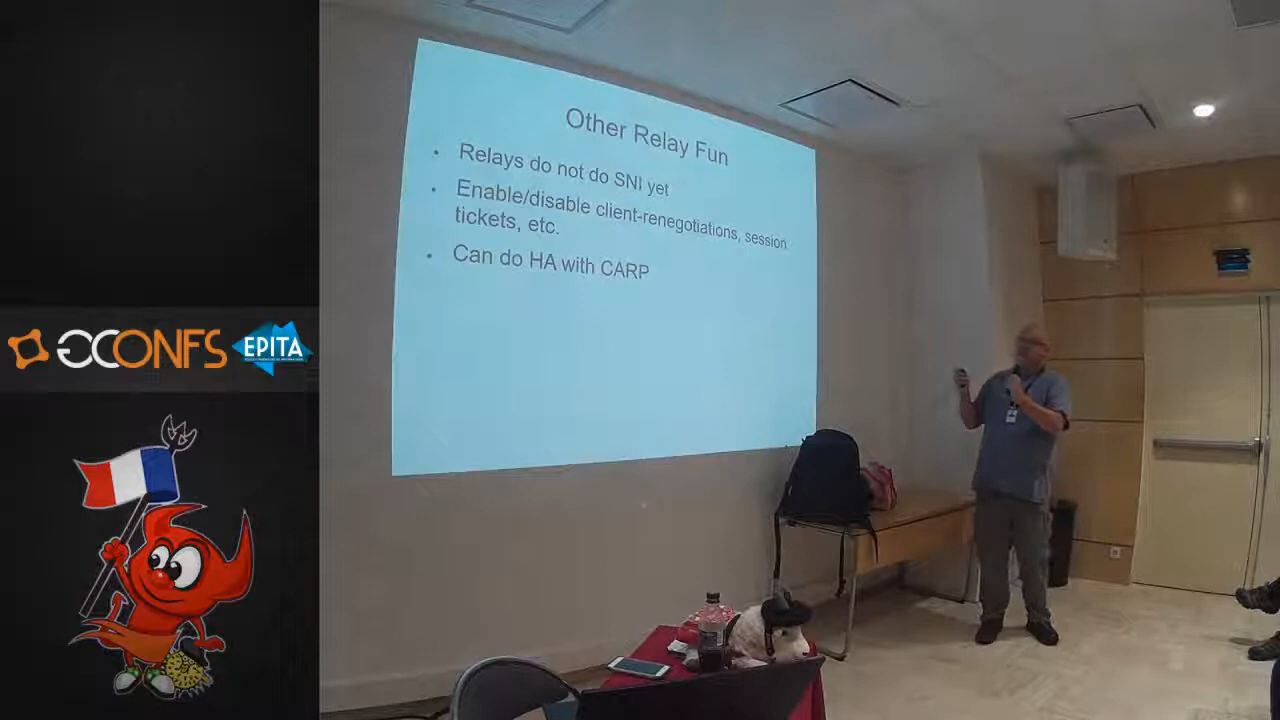 Other Relay Fun
• Relays do not do SNI yet
• Enable/disable client-renegotiations, session
tickets, etc.
• Can do HA with CARP
GCONFS
EPITA